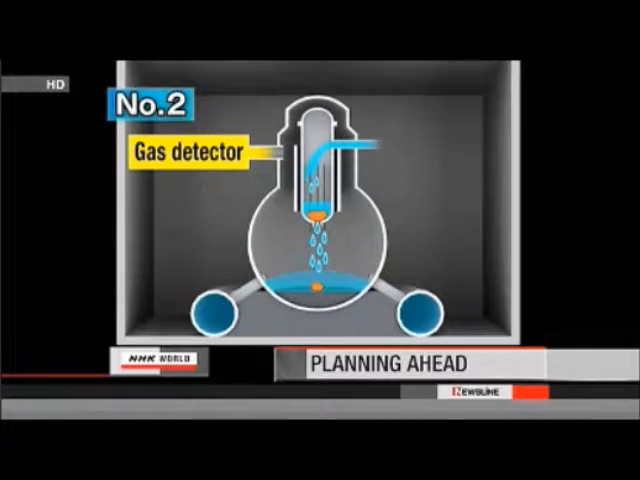 HD
No.2
Gas detector
NHK WORLD
PLANNING AHEAD
NEWSLINE